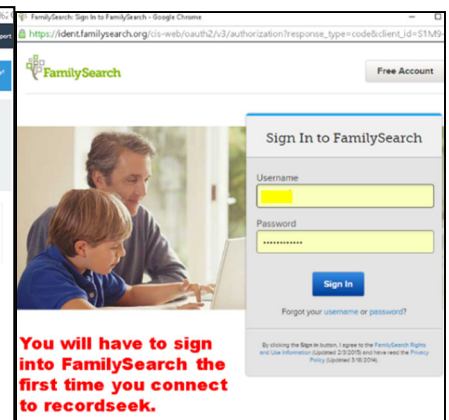 FamilySearch: Sign In to FamilySearch - Google Chrome
https://ident.familysearch.org/cis-web/oauth2/v3/authorization?response_type=code&client_id=S1M9-
FamilySearch
Free Account
Sign In to FamilySearch
Username
Password
Sign In
Forgot your username or password?
By clicking the Sign In button, I agree to the FamilySearch Rights
and Use Information (Updated 2/3/2015) and have read the Privacy
Policy (Updated 3/18/2014).
You will have to sign
into FamilySearch the
first time you connect
to recordseek.